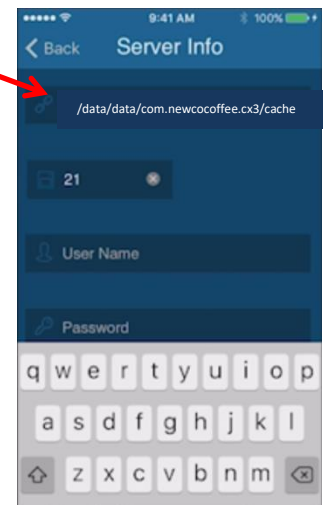 9:41 AM 100%
Back Server Info
/data/data/com.newcocoffee.cx3/cache
21
User Name
Password
q w e r t y u i o p
a s d f g h j k l
z x c v b n m